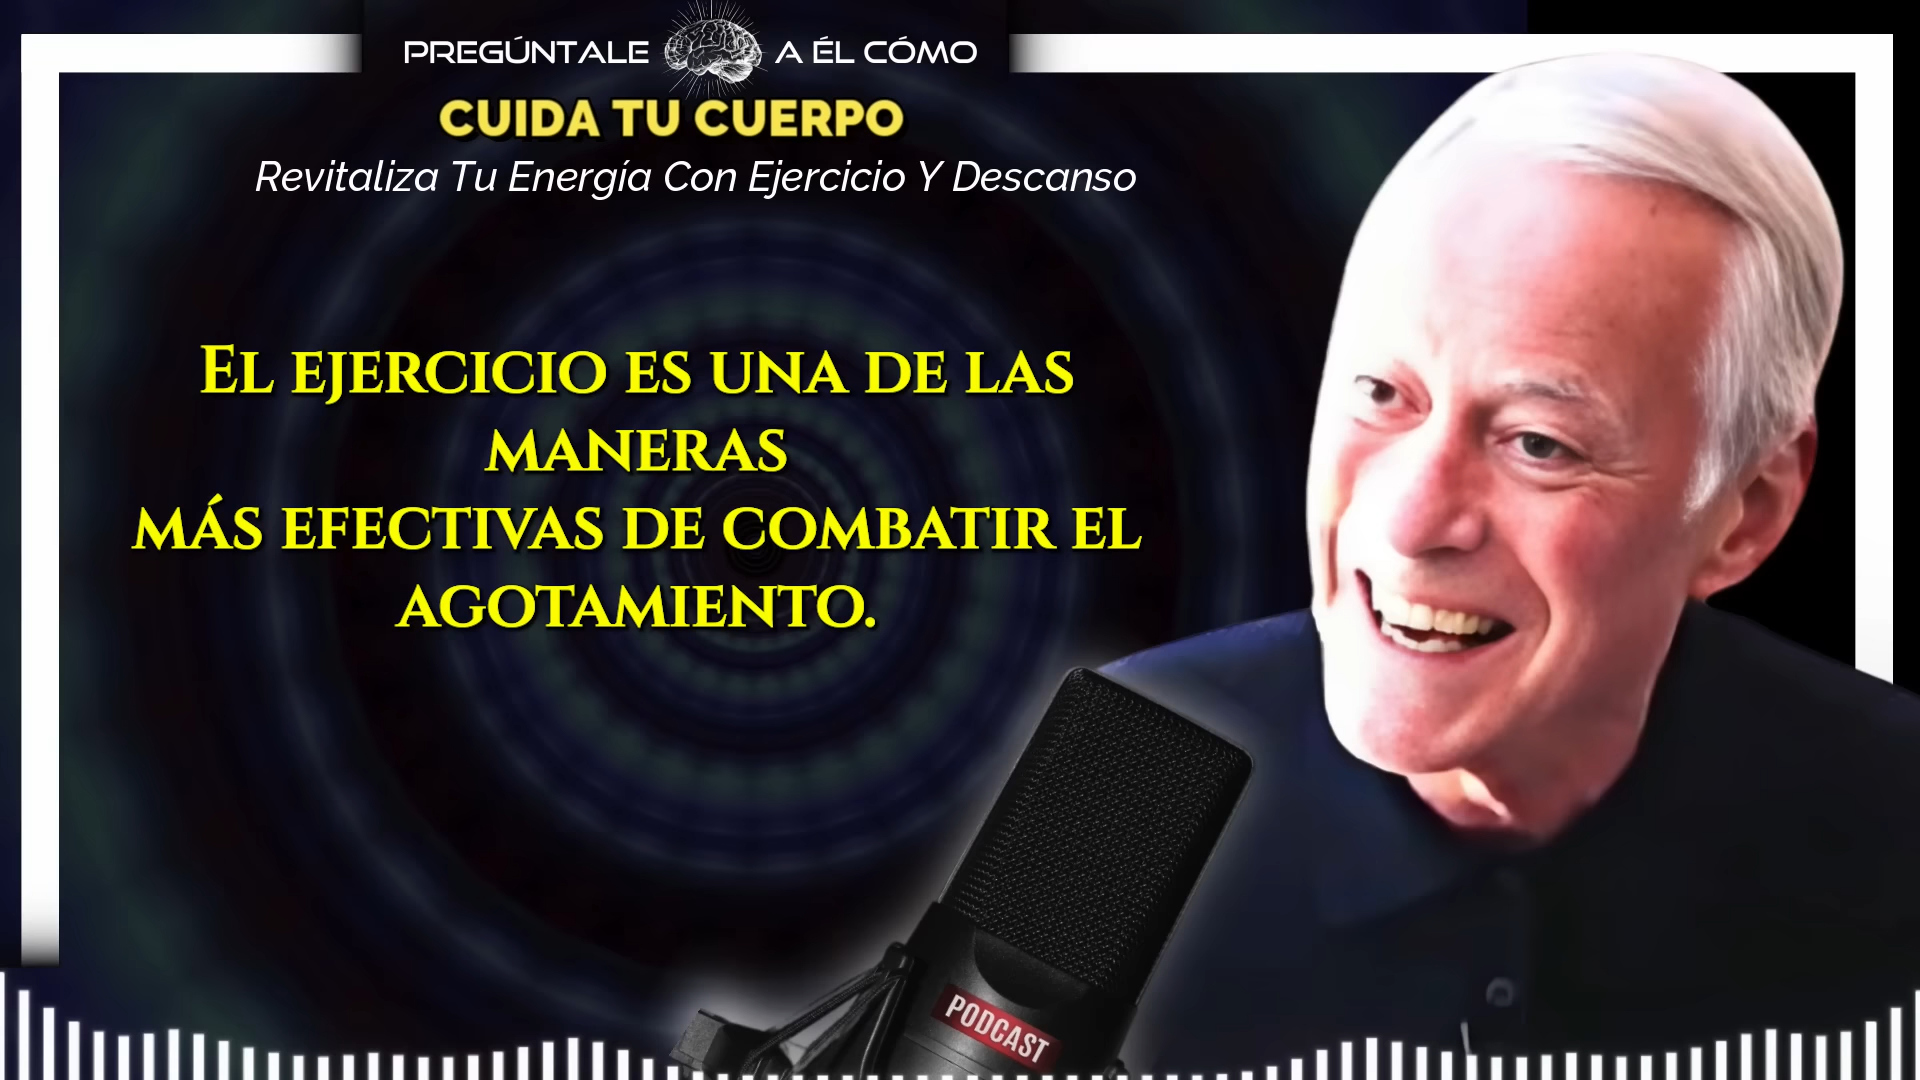 PREGÚNTALE A ÉL CÓMO
CUIDA TU CUERPO
Revitaliza Tu Energía Con Ejercicio Y Descanso
El ejercicio es una de las
maneras
más efectivas de combatir el
agotamiento.
PODCAST